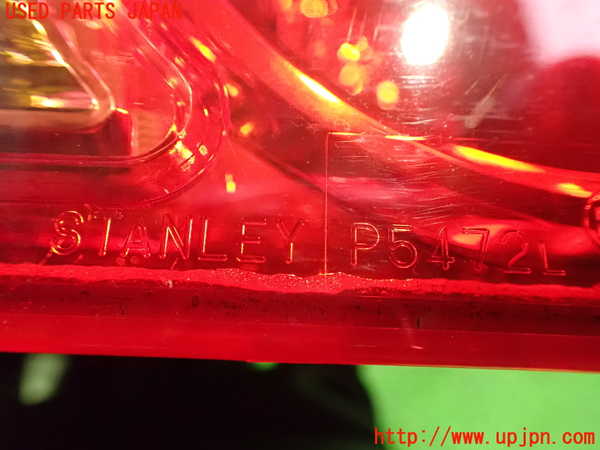 USED PARTS JAPAN
STANLEY P5472L
http://www.upjpn.com